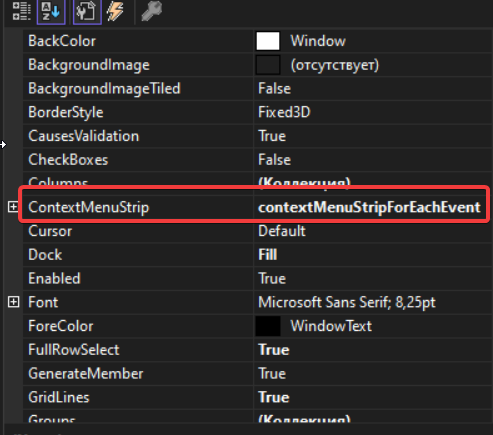 BackColor Window
BackgroundImage (отсутствует)
BackgroundImageTiled False
BorderStyle Fixed3D
CausesValidation True
CheckBoxes False
Columns (Коллекция)
ContextMenuStrip contextMenuStripForEachEvent
Cursor Default
Dock Fill
Enabled True
Font Microsoft Sans Serif; 8,25pt
ForeColor WindowText
FullRowSelect True
GenerateMember True
GridLines True
Groups (Коллекция)